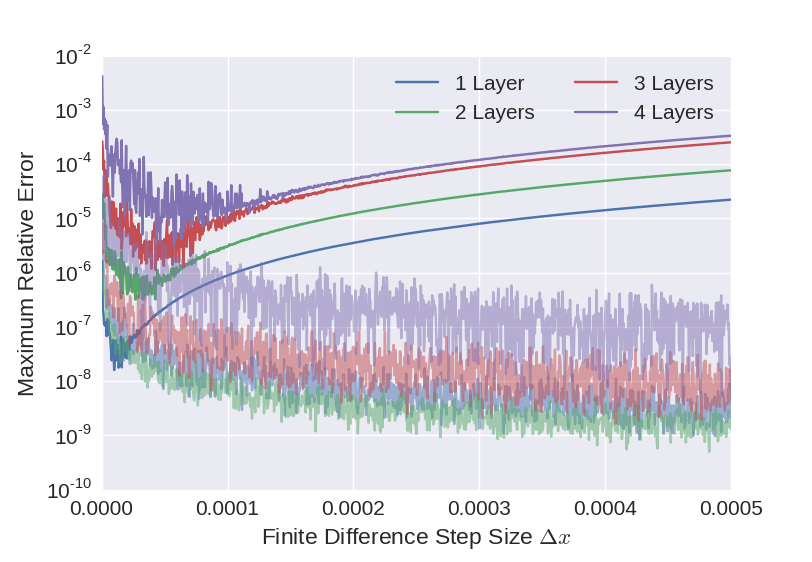 10^-2
10^-3
10^-4
10^-5
10^-6
10^-7
10^-8
10^-9
10^-10
Maximum Relative Error
1 Layer
2 Layers
3 Layers
4 Layers
0.0000 0.0001 0.0002 0.0003 0.0004 0.0005
Finite Difference Step Size Δx